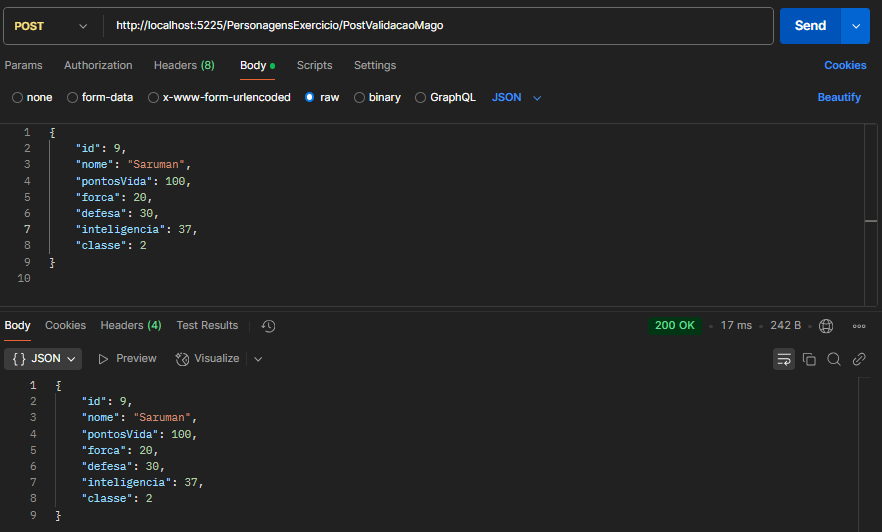 POST http://localhost:5225/PersonagensExercicio/PostValidacaoMago Send
Params Authorization Headers (8) Body Scripts Settings Cookies
none form-data x-www-form-urlencoded raw binary GraphQL JSON Beautify
1 {
2 "id": 9,
3 "nome": "Saruman",
4 "pontosVida": 100,
5 "forca": 20,
6 "defesa": 30,
7 "inteligencia": 37,
8 "classe": 2
9 }
10
Body Cookies Headers (4) Test Results 200 OK 17 ms 242 B
{} JSON Preview Visualize
1 {
2 "id": 9,
3 "nome": "Saruman",
4 "pontosVida": 100,
5 "forca": 20,
6 "defesa": 30,
7 "inteligencia": 37,
8 "classe": 2
9 }